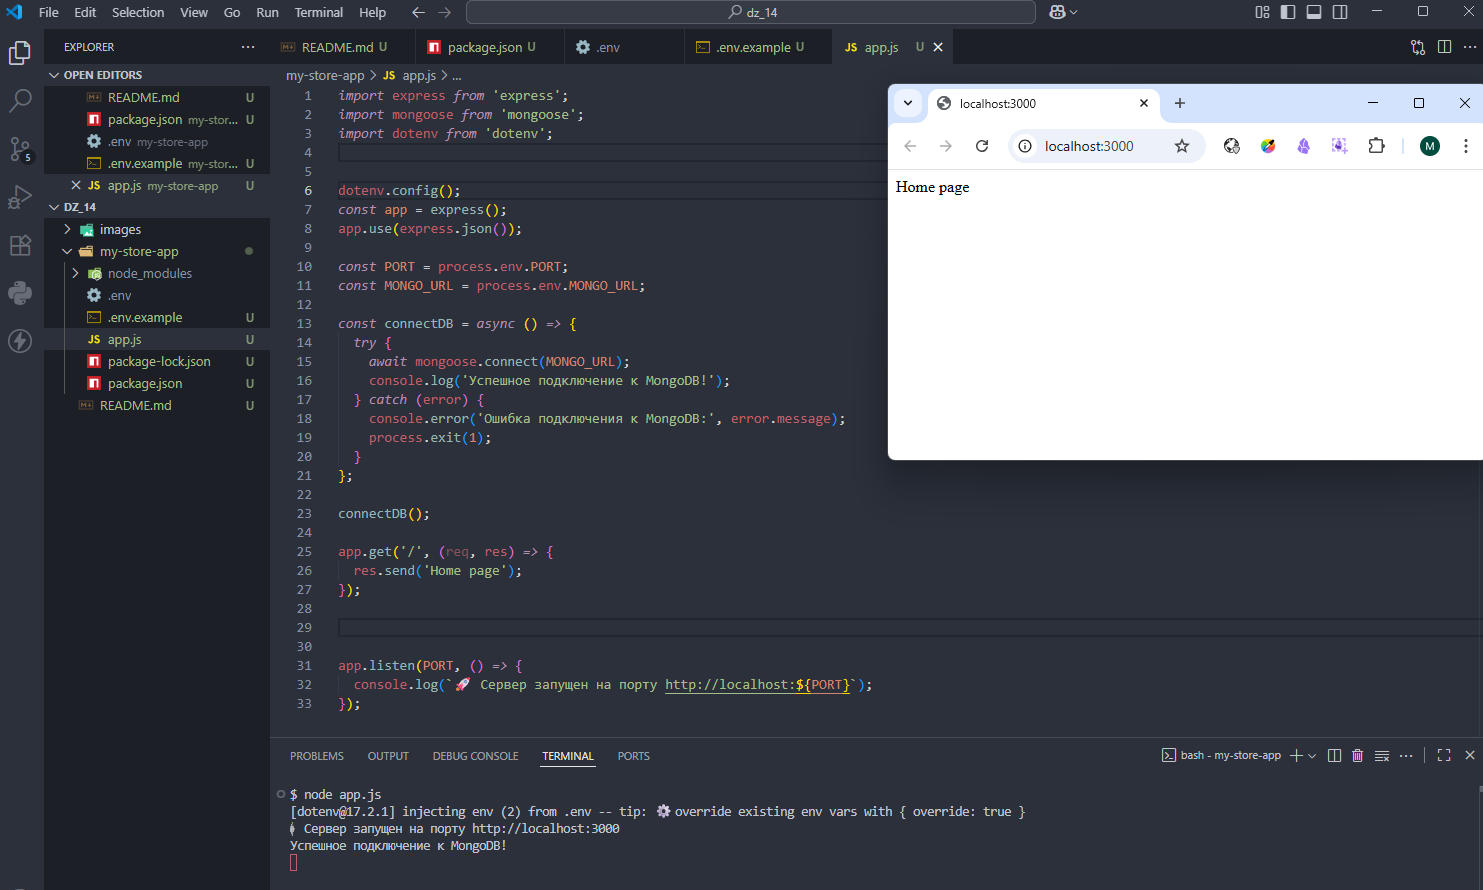 File Edit Selection View Go Run Terminal Help
dz_14
EXPLORER
OPEN EDITORS
README.md U
package.json my-stor... U
.env my-store-app
.env.example my-stor... U
JS app.js my-store-app U
DZ_14
images
my-store-app
node_modules
.env
.env.example U
JS app.js U
package-lock.json U
package.json U
README.md U
5
README.md U
package.json U
.env
.env.example U
JS app.js U
my-store-app > JS app.js > ...
1 import express from 'express';
2 import mongoose from 'mongoose';
3 import dotenv from 'dotenv';
4
5
6 dotenv.config();
7 const app = express();
8 app.use(express.json());
9
10 const PORT = process.env.PORT;
11 const MONGO_URL = process.env.MONGO_URL;
12
13 const connectDB = async () => {
14 try {
15 await mongoose.connect(MONGO_URL);
16 console.log('Успешное подключение к MongoDB!');
17 } catch (error) {
18 console.error('Ошибка подключения к MongoDB:', error.message);
19 process.exit(1);
20 }
21 };
22
23 connectDB();
24
25 app.get('/', (req, res) => {
26 res.send('Home page');
27 });
28
29
30
31 app.listen(PORT, () => {
32 console.log(`🚀 Сервер запущен на порту http://localhost:${PORT}`);
33 });
localhost:3000
localhost:3000
M
Home page
PROBLEMS OUTPUT DEBUG CONSOLE TERMINAL PORTS
bash - my-store-app
$ node app.js
[dotenv@17.2.1] injecting env (2) from .env -- tip: ⚙️ override existing env vars with { override: true }
Сервер запущен на порту http://localhost:3000
Успешное подключение к MongoDB!